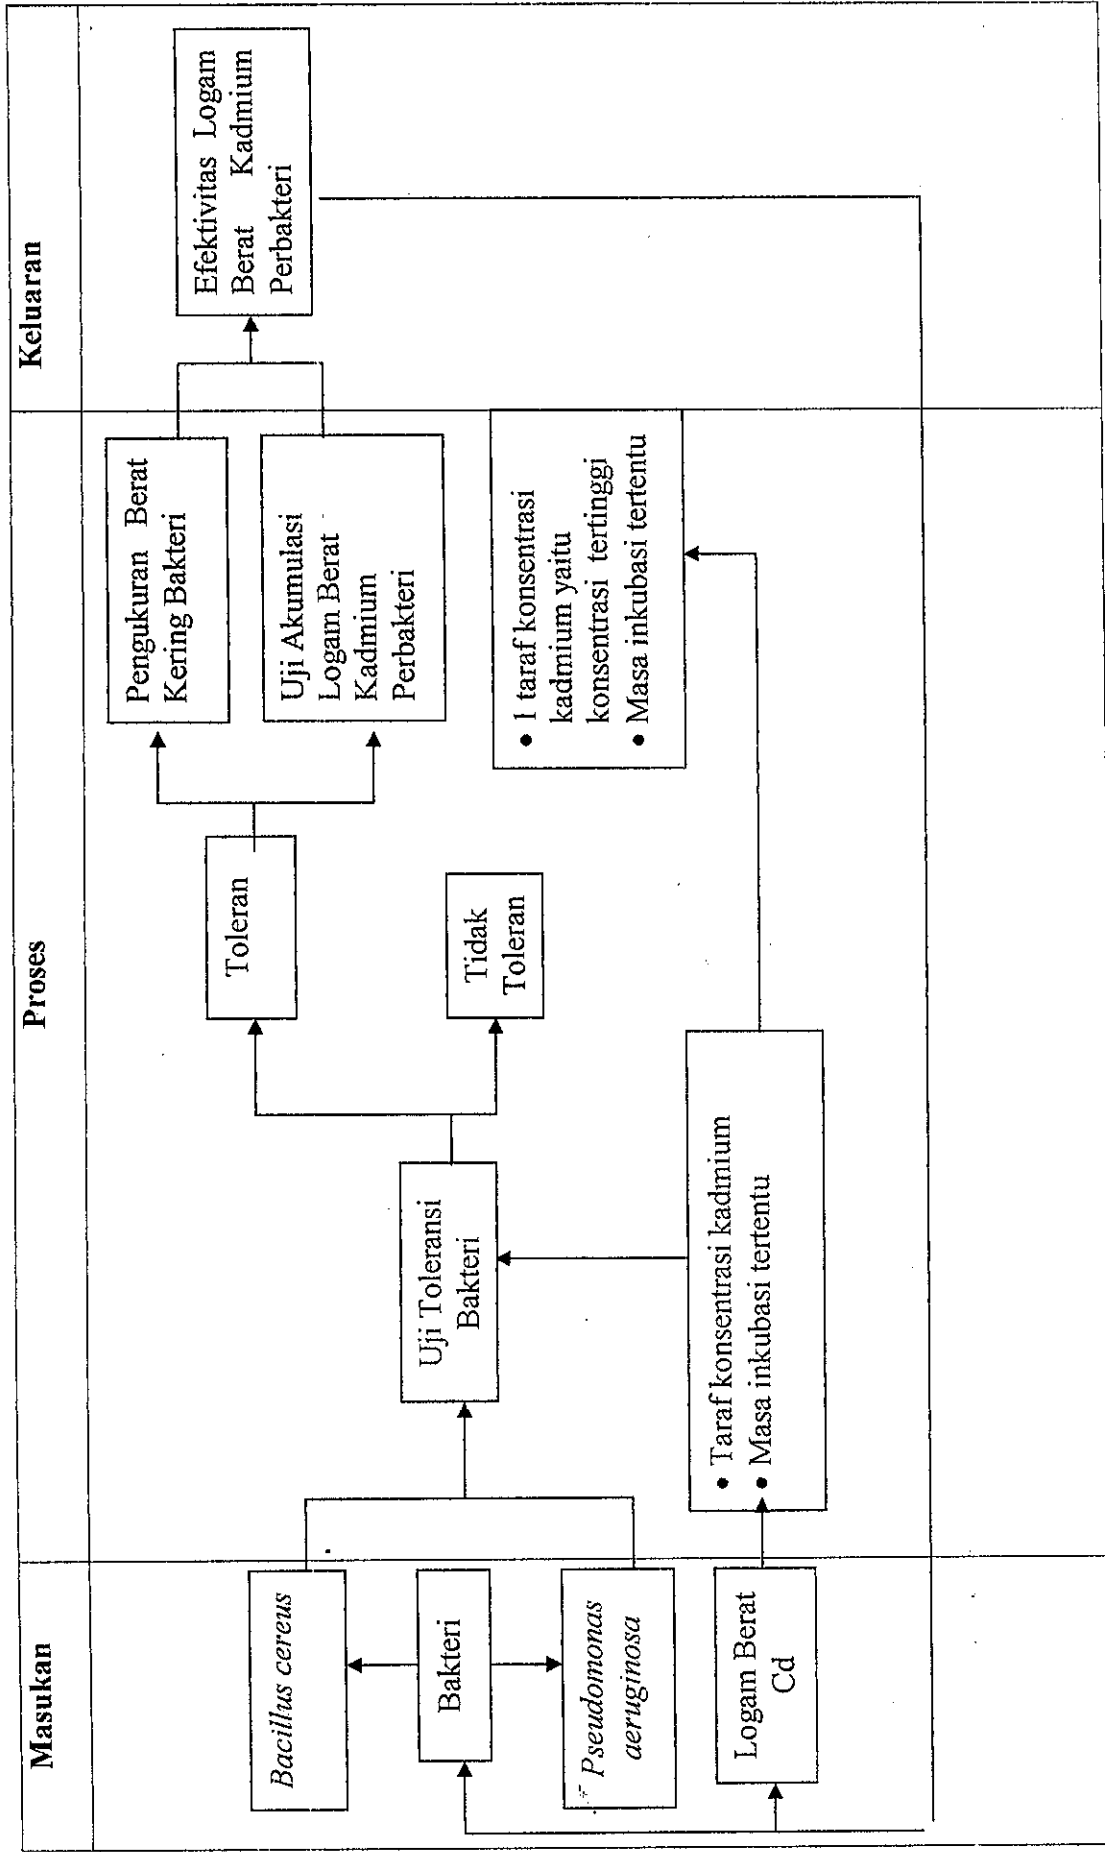 Masukan
Proses
Keluaran
Bacillus cereus
Bakteri
Pseudomonas
aeruginosa
Logam Berat
Cd
Uji Toleransi
Bakteri
• Taraf konsentrasi kadmium
• Masa inkubasi tertentu
Toleran
Tidak
Toleran
Pengukuran Berat
Kering Bakteri
Uji Akumulasi
Logam Berat
Kadmium
Perbakteri
• 1 taraf konsentrasi
kadmium yaitu
konsentrasi tertinggi
• Masa inkubasi tertentu
Efektivitas Logam
Berat Kadmium
Perbakteri